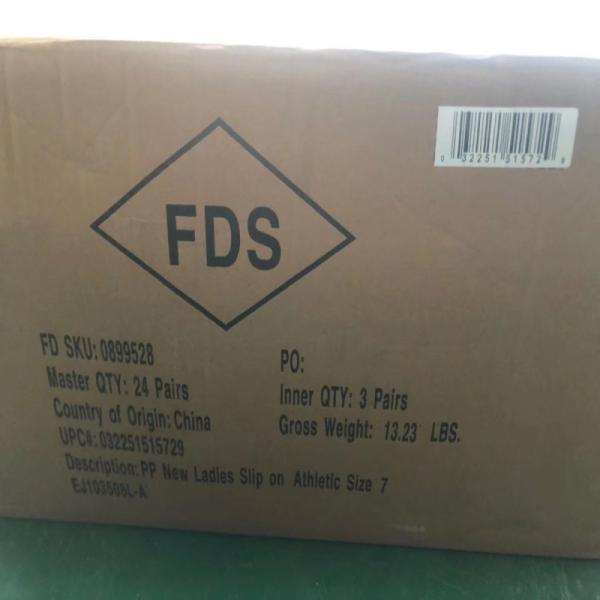 0 32251 51572 9
FDS
FD SKU: 0899528
PO:
Master QTY: 24 Pairs
Inner QTY: 3 Pairs
Country of Origin: China
Gross Weight: 13.23 LBS.
UPC#: 032251515729
Description: PP New Ladies Slip on Athletic Size 7
EJ103508L-A